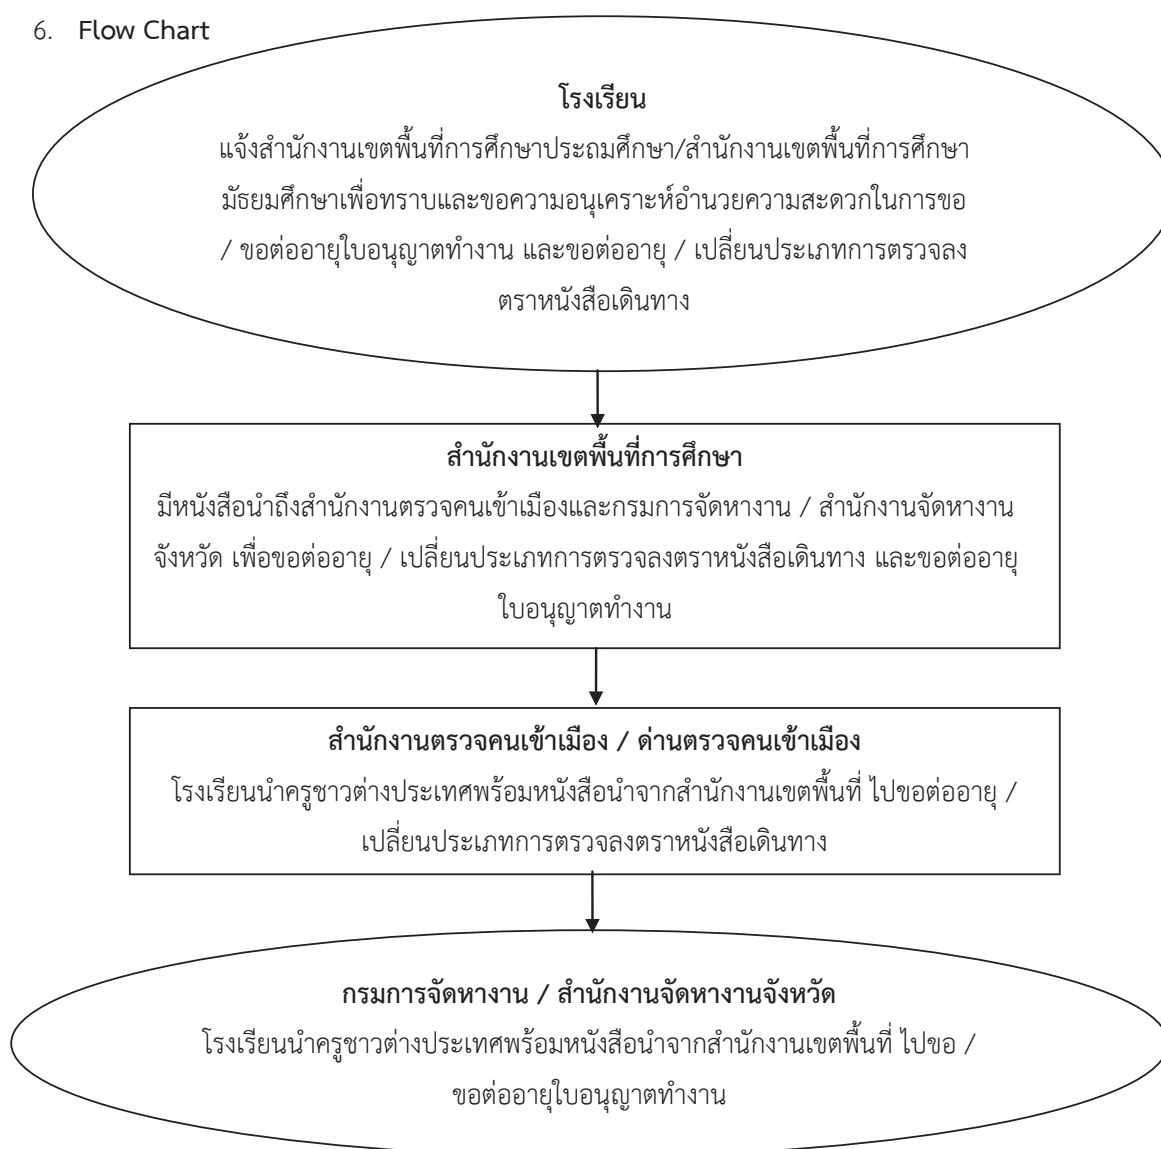 6. Flow Chart
โรงเรียน
แจ้งสำนักงานเขตพื้นที่การศึกษาประถมศึกษา/สำนักงานเขตพื้นที่การศึกษา
มัธยมศึกษาเพื่อทราบและขอความอนุเคราะห์อำนวยความสะดวกในการขอ
/ ขอต่ออายุใบอนุญาตทำงาน และขอต่ออายุ / เปลี่ยนประเภทการตรวจลง
ตราหนังสือเดินทาง
สำนักงานเขตพื้นที่การศึกษา
มีหนังสือนำถึงสำนักงานตรวจคนเข้าเมืองและกรมการจัดหางาน / สำนักงานจัดหางาน
จังหวัด เพื่อขอต่ออายุ / เปลี่ยนประเภทการตรวจลงตราหนังสือเดินทาง และขอต่ออายุ
ใบอนุญาตทำงาน
สำนักงานตรวจคนเข้าเมือง / ด่านตรวจคนเข้าเมือง
โรงเรียนนำครูชาวต่างประเทศพร้อมหนังสือนำจากสำนักงานเขตพื้นที่ ไปขอต่ออายุ /
เปลี่ยนประเภทการตรวจลงตราหนังสือเดินทาง
กรมการจัดหางาน / สำนักงานจัดหางานจังหวัด
โรงเรียนนำครูชาวต่างประเทศพร้อมหนังสือนำจากสำนักงานเขตพื้นที่ ไปขอ /
ขอต่ออายุใบอนุญาตทำงาน